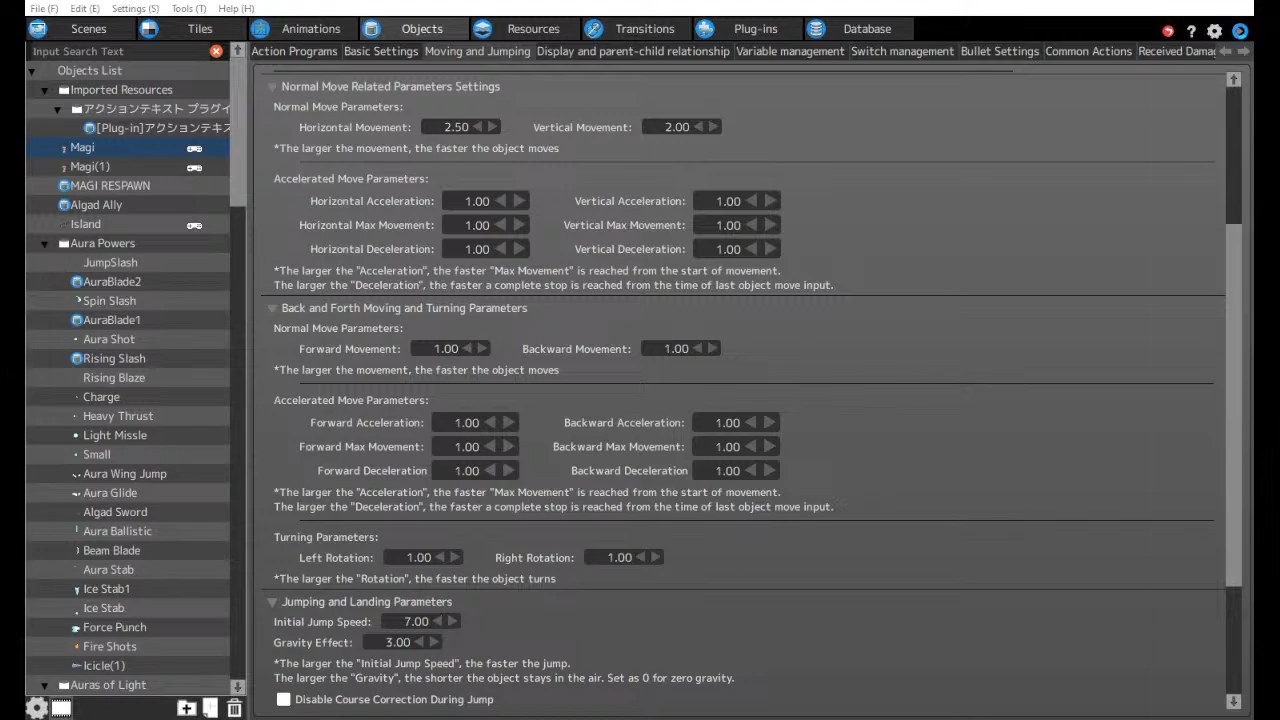 File (F) Edit (E) Settings (S) Tools (T) Help (H)
Scenes Tiles Animations Objects Resources Transitions Plug-ins Database
Input Search Text
Action Programs Basic Settings Moving and Jumping Display and parent-child relationship Variable management Switch management Bullet Settings Common Actions Received Dama
Objects List
Imported Resources
アクションテキスト プラグイ
[Plug-in]アクションテキス
Magi
Magi(1)
MAGI RESPAWN
Algad Ally
Island
Aura Powers
JumpSlash
AuraBlade2
Spin Slash
AuraBlade1
Aura Shot
Rising Slash
Rising Blaze
Charge
Heavy Thrust
Light Missle
Small
Aura Wing Jump
Aura Glide
Algad Sword
Aura Ballistic
Beam Blade
Aura Stab
Ice Stab1
Ice Stab
Force Punch
Fire Shots
Icicle(1)
Auras of Light
Normal Move Related Parameters Settings
Normal Move Parameters:
Horizontal Movement: 2.50 Vertical Movement: 2.00
*The larger the movement, the faster the object moves
Accelerated Move Parameters:
Horizontal Acceleration: 1.00 Vertical Acceleration: 1.00
Horizontal Max Movement: 1.00 Vertical Max Movement: 1.00
Horizontal Deceleration: 1.00 Vertical Deceleration: 1.00
*The larger the "Acceleration", the faster "Max Movement" is reached from the start of movement.
The larger the "Deceleration", the faster a complete stop is reached from the time of last object move input.
Back and Forth Moving and Turning Parameters
Normal Move Parameters:
Forward Movement: 1.00 Backward Movement: 1.00
*The larger the movement, the faster the object moves
Accelerated Move Parameters:
Forward Acceleration: 1.00 Backward Acceleration: 1.00
Forward Max Movement: 1.00 Backward Max Movement: 1.00
Forward Deceleration 1.00 Backward Deceleration 1.00
*The larger the "Acceleration", the faster "Max Movement" is reached from the start of movement.
The larger the "Deceleration", the faster a complete stop is reached from the time of last object move input.
Turning Parameters:
Left Rotation: 1.00 Right Rotation: 1.00
*The larger the "Rotation", the faster the object turns
Jumping and Landing Parameters
Initial Jump Speed: 7.00
Gravity Effect: 3.00
*The larger the "Initial Jump Speed", the faster the jump.
The larger the "Gravity", the shorter the object stays in the air. Set as 0 for zero gravity.
Disable Course Correction During Jump